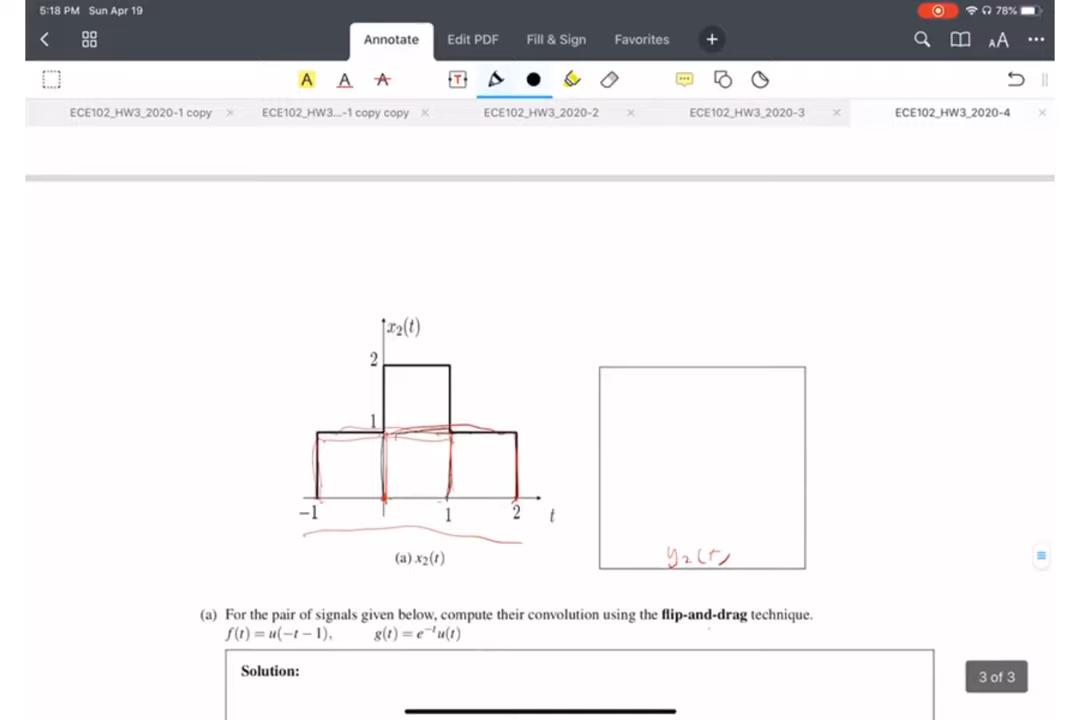 5:18 PM Sun Apr 19
78%
Annotate Edit PDF Fill & Sign Favorites +
AA
A A A T
ECE102_HW3_2020-1 copy × ECE102_HW3...-1 copy copy × ECE102_HW3_2020-2 × ECE102_HW3_2020-3 × ECE102_HW3_2020-4 ×
x₂(t)
2
1
−1 1 2 t
y₂(t)
(a) x₂(t)
(a) For the pair of signals given below, compute their convolution using the flip-and-drag technique.
f(t) = u(−t − 1), g(t) = e⁻ᵗu(t)
Solution:
3 of 3